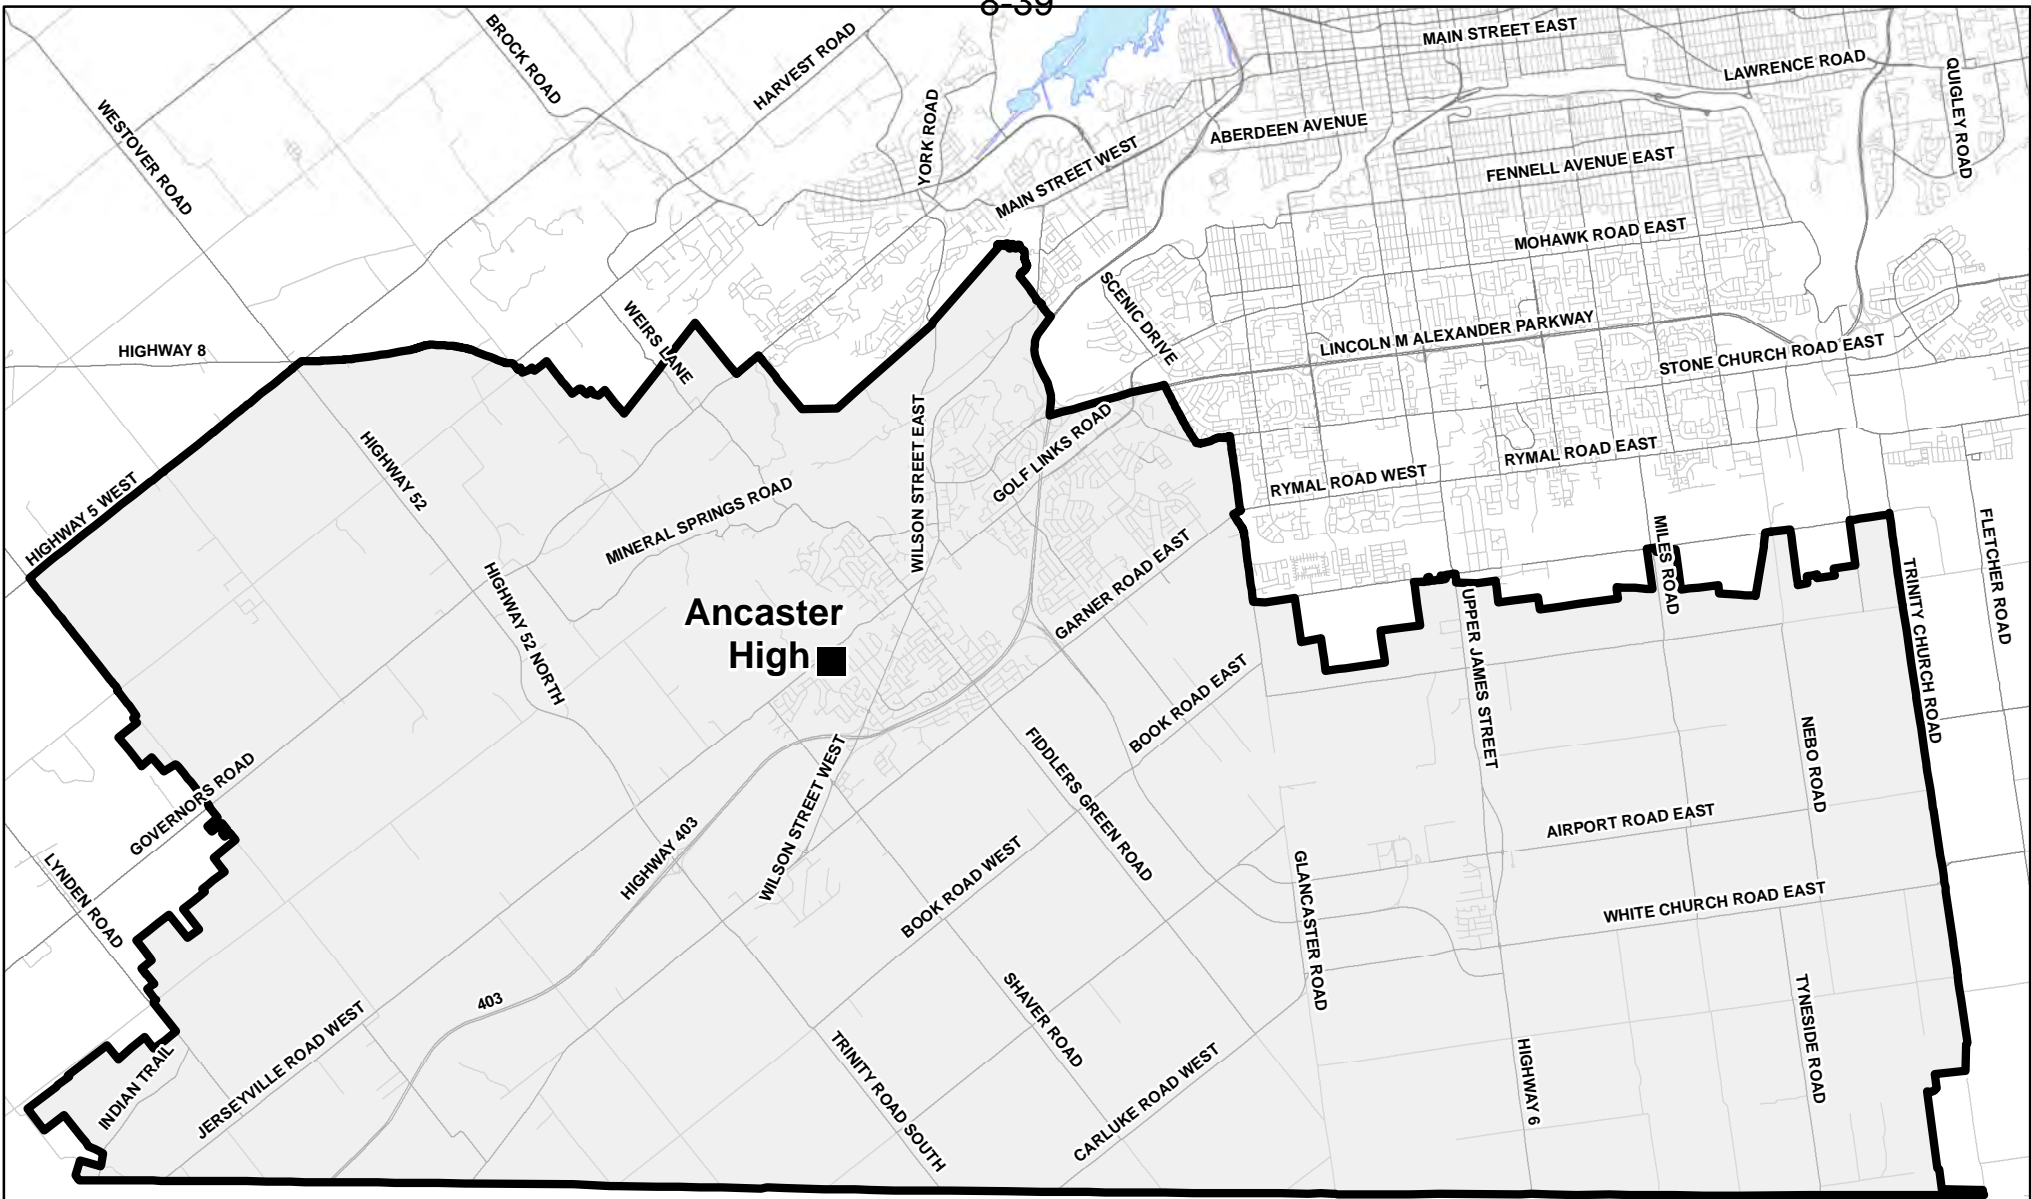 8-39
MAIN STREET EAST
BROCK ROAD
HARVEST ROAD
LAWRENCE ROAD
QUIGLEY ROAD
WESTOVER ROAD
YORK ROAD
ABERDEEN AVENUE
MAIN STREET WEST
FENNELL AVENUE EAST
MOHAWK ROAD EAST
SCENIC DRIVE
WEIRS LANE
HIGHWAY 8
LINCOLN M ALEXANDER PARKWAY
STONE CHURCH ROAD EAST
HIGHWAY 52
WILSON STREET EAST
GOLF LINKS ROAD
RYMAL ROAD EAST
RYMAL ROAD WEST
HIGHWAY 5 WEST
MINERAL SPRINGS ROAD
MILES ROAD
FLETCHER ROAD
GARNER ROAD EAST
HIGHWAY 52 NORTH
TRINITY CHURCH ROAD
Ancaster
High
UPPER JAMES STREET
BOOK ROAD EAST
NEBO ROAD
FIDDLERS GREEN ROAD
WILSON STREET WEST
GOVERNORS ROAD
AIRPORT ROAD EAST
HIGHWAY 403
BOOK ROAD WEST
LYNDEN ROAD
GLANCASTER ROAD
WHITE CHURCH ROAD EAST
403
SHAVER ROAD
TYNESIDE ROAD
JERSEYVILLE ROAD WEST
INDIAN TRAIL
TRINITY ROAD SOUTH
CARLUKE ROAD WEST
HIGHWAY 6